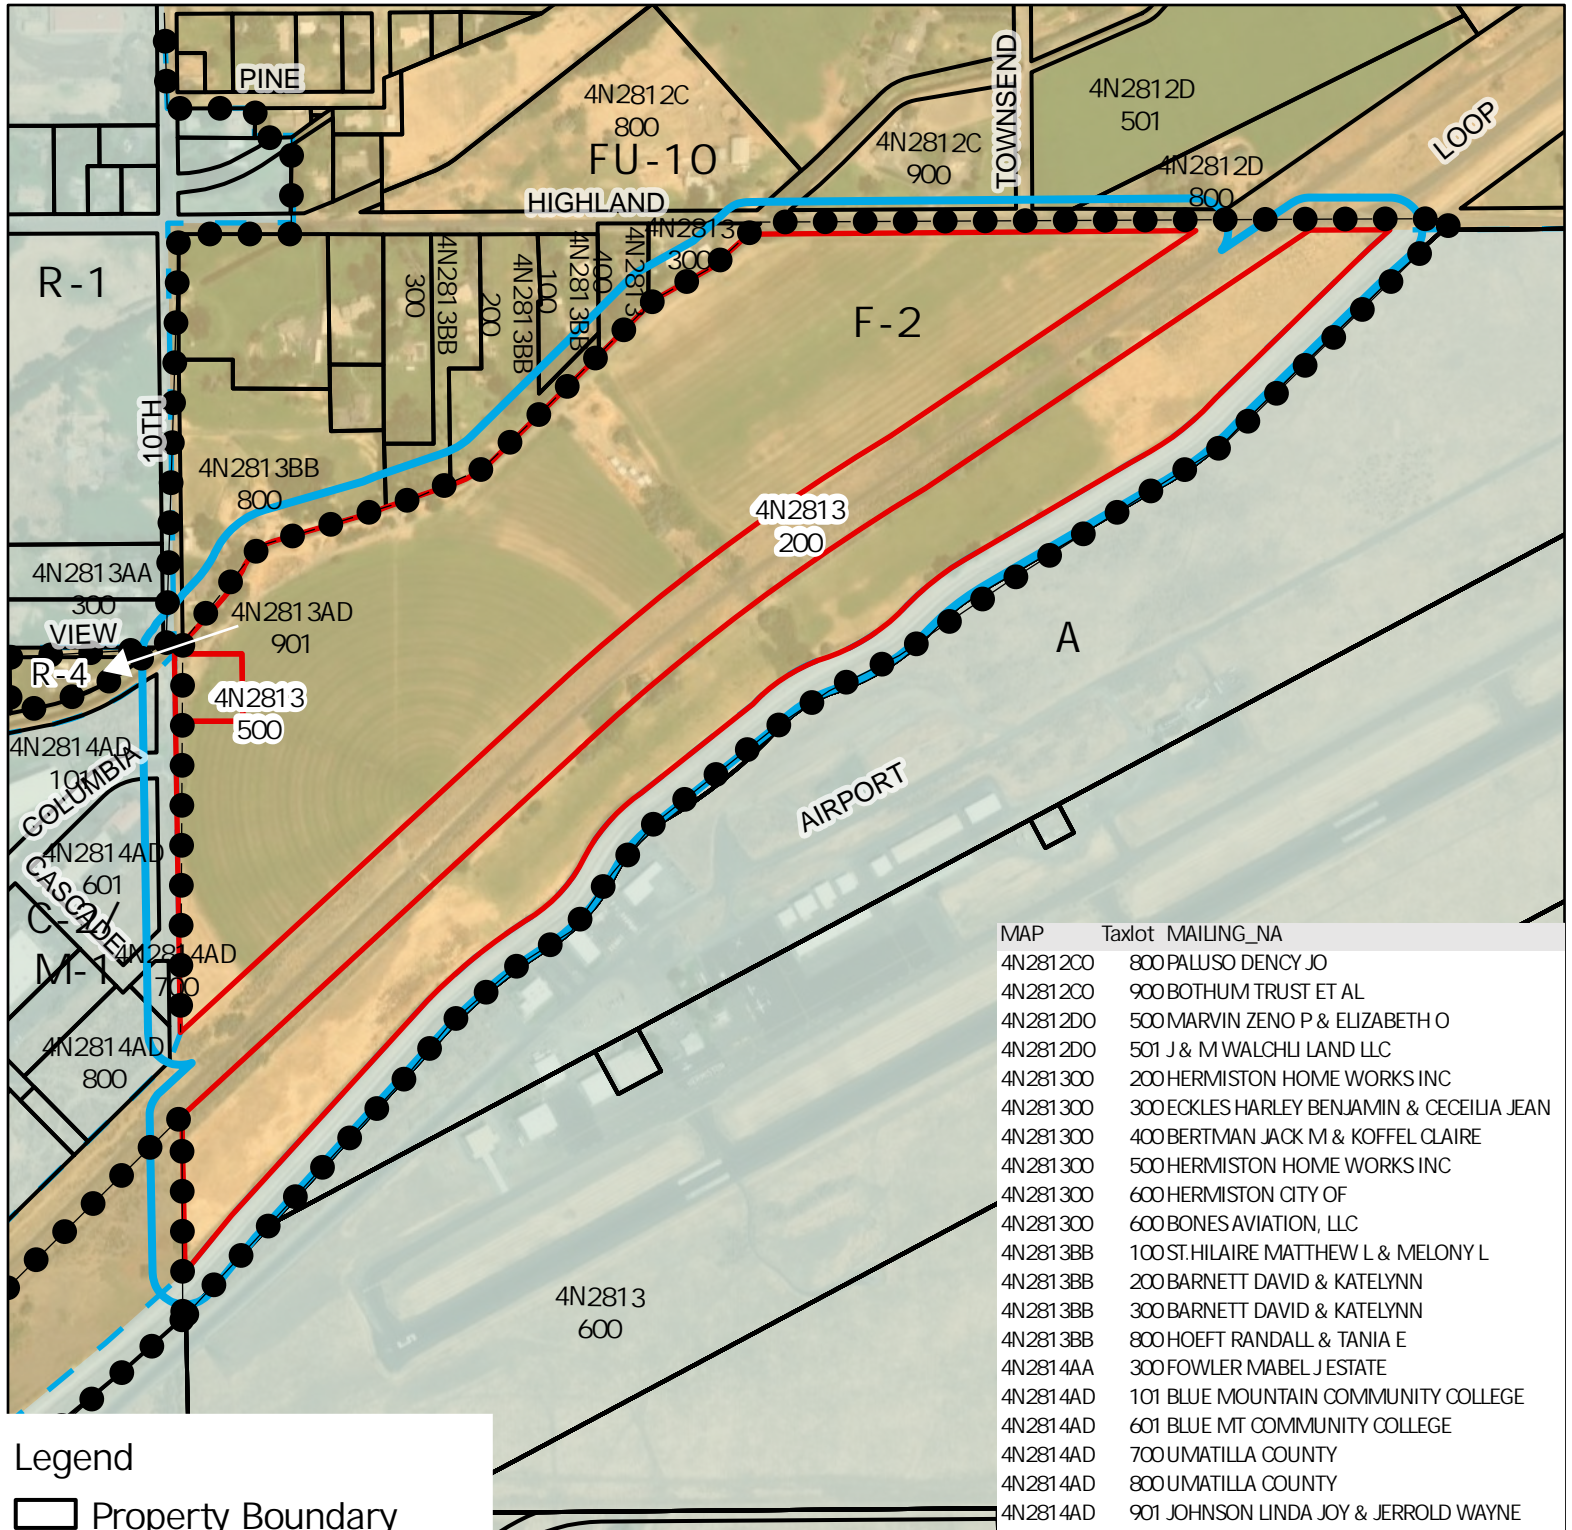 PINE
4N2812C
800
FU-10
4N2812C
900
TOWNSEND
4N2812D
501
LOOP
4N2812D
800
HIGHLAND
4N2813
300
R-1
300
4N2813BB
200
4N2813BB
100
4N2813BB
400
4N2813
F-2
10TH
4N2813BB
800
4N2813
200
4N2813AA
300
VIEW
4N2813AD
901
R-4
A
4N2813
500
4N2814AD
101
COLUMBIA
AIRPORT
4N2814AD
601
CASCADE
C-2/
M-1
4N2814AD
700
4N2814AD
800
4N2813
600
MAP Taxlot MAILING_NA
4N2812C0 800 PALUSO DENCY JO
4N2812C0 900 BOTHUM TRUST ET AL
4N2812D0 500 MARVIN ZENO P & ELIZABETH O
4N2812D0 501 J & M WALCHLI LAND LLC
4N281300 200 HERMISTON HOME WORKS INC
4N281300 300 ECKLES HARLEY BENJAMIN & CECEILIA JEAN
4N281300 400 BERTMAN JACK M & KOFFEL CLAIRE
4N281300 500 HERMISTON HOME WORKS INC
4N281300 600 HERMISTON CITY OF
4N281300 600 BONES AVIATION, LLC
4N2813BB 100 ST.HILAIRE MATTHEW L & MELONY L
4N2813BB 200 BARNETT DAVID & KATELYNN
4N2813BB 300 BARNETT DAVID & KATELYNN
4N2813BB 800 HOEFT RANDALL & TANIA E
4N2814AA 300 FOWLER MABEL J ESTATE
4N2814AD 101 BLUE MOUNTAIN COMMUNITY COLLEGE
4N2814AD 601 BLUE MT COMMUNITY COLLEGE
4N2814AD 700 UMATILLA COUNTY
4N2814AD 800 UMATILLA COUNTY
4N2814AD 901 JOHNSON LINDA JOY & JERROLD WAYNE
Legend
Property Boundary